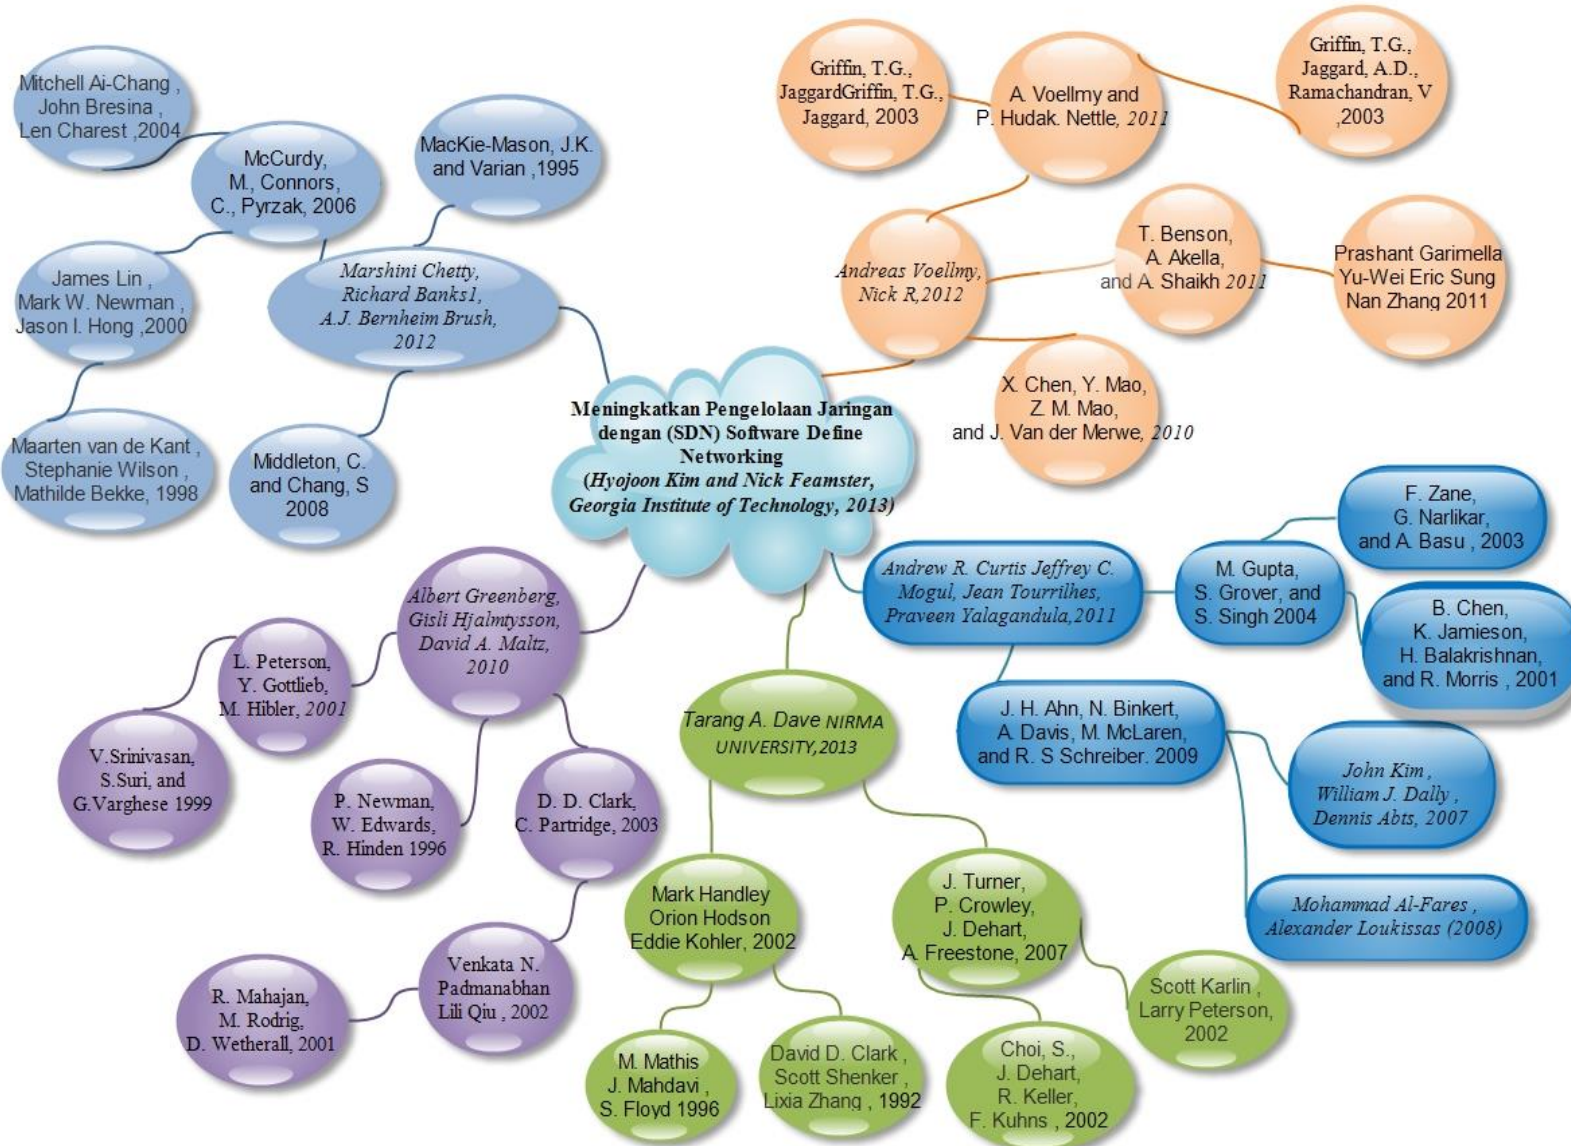 Mitchell Ai-Chang ,
John Bresina ,
Len Charest ,2004
McCurdy,
M., Connors,
C., Pyrzak, 2006
MacKie-Mason, J.K.
and Varian ,1995
James Lin ,
Mark W. Newman ,
Jason I. Hong ,2000
Marshini Chetty,
Richard Banks1,
A.J. Bernheim Brush,
2012
Maarten van de Kant ,
Stephanie Wilson ,
Mathilde Bekke, 1998
Middleton, C.
and Chang, S
2008
Griffin, T.G.,
JaggardGriffin, T.G.,
Jaggard, 2003
A. Voellmy and
P. Hudak. Nettle, 2011
Griffin, T.G.,
Jaggard, A.D.,
Ramachandran, V
,2003
Andreas Voellmy,
Nick R,2012
T. Benson,
A. Akella,
and A. Shaikh 2011
Prashant Garimella
Yu-Wei Eric Sung
Nan Zhang 2011
X. Chen, Y. Mao,
Z. M. Mao,
and J. Van der Merwe, 2010
Meningkatkan Pengelolaan Jaringan
dengan (SDN) Software Define
Networking
(Hyojoon Kim and Nick Feamster,
Georgia Institute of Technology, 2013)
Andrew R. Curtis Jeffrey C.
Mogul, Jean Tourrilhes,
Praveen Yalagandula,2011
M. Gupta,
S. Grover, and
S. Singh 2004
F. Zane,
G. Narlikar,
and A. Basu , 2003
B. Chen,
K. Jamieson,
H. Balakrishnan,
and R. Morris , 2001
J. H. Ahn, N. Binkert,
A. Davis, M. McLaren,
and R. S Schreiber. 2009
John Kim ,
William J. Dally ,
Dennis Abts, 2007
Mohammad Al-Fares ,
Alexander Loukissas (2008)
Albert Greenberg,
Gisli Hjalmtysson,
David A. Maltz,
2010
L. Peterson,
Y. Gottlieb,
M. Hibler, 2001
V.Srinivasan,
S.Suri, and
G.Varghese 1999
P. Newman,
W. Edwards,
R. Hinden 1996
D. D. Clark,
C. Partridge, 2003
Venkata N.
Padmanabhan
Lili Qiu , 2002
R. Mahajan,
M. Rodrig,
D. Wetherall, 2001
Tarang A. Dave NIRMA
UNIVERSITY,2013
Mark Handley
Orion Hodson
Eddie Kohler, 2002
J. Turner,
P. Crowley,
J. Dehart,
A. Freestone, 2007
M. Mathis
J. Mahdavi ,
S. Floyd 1996
David D. Clark ,
Scott Shenker ,
Lixia Zhang , 1992
Choi, S.,
J. Dehart,
R. Keller,
F. Kuhns , 2002
Scott Karlin ,
Larry Peterson,
2002